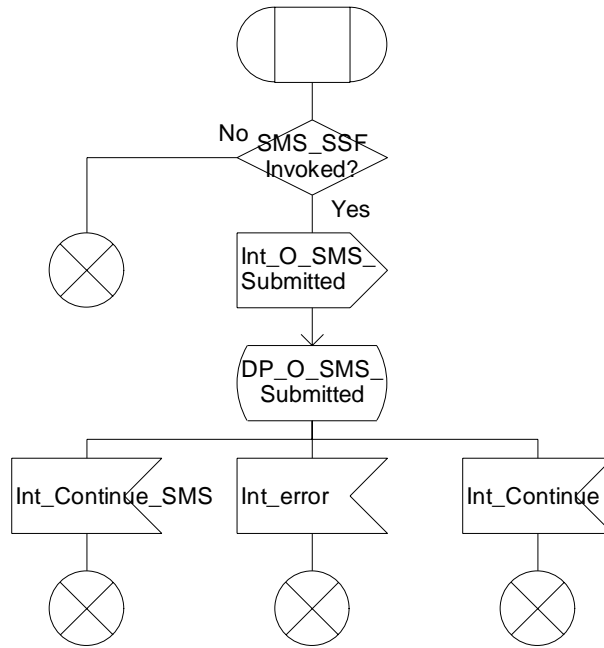 No
SMS_SSF
Invoked?
Yes
Int_O_SMS_
Submitted
DP_O_SMS_
Submitted
Int_Continue_SMS
Int_error
Int_Continue